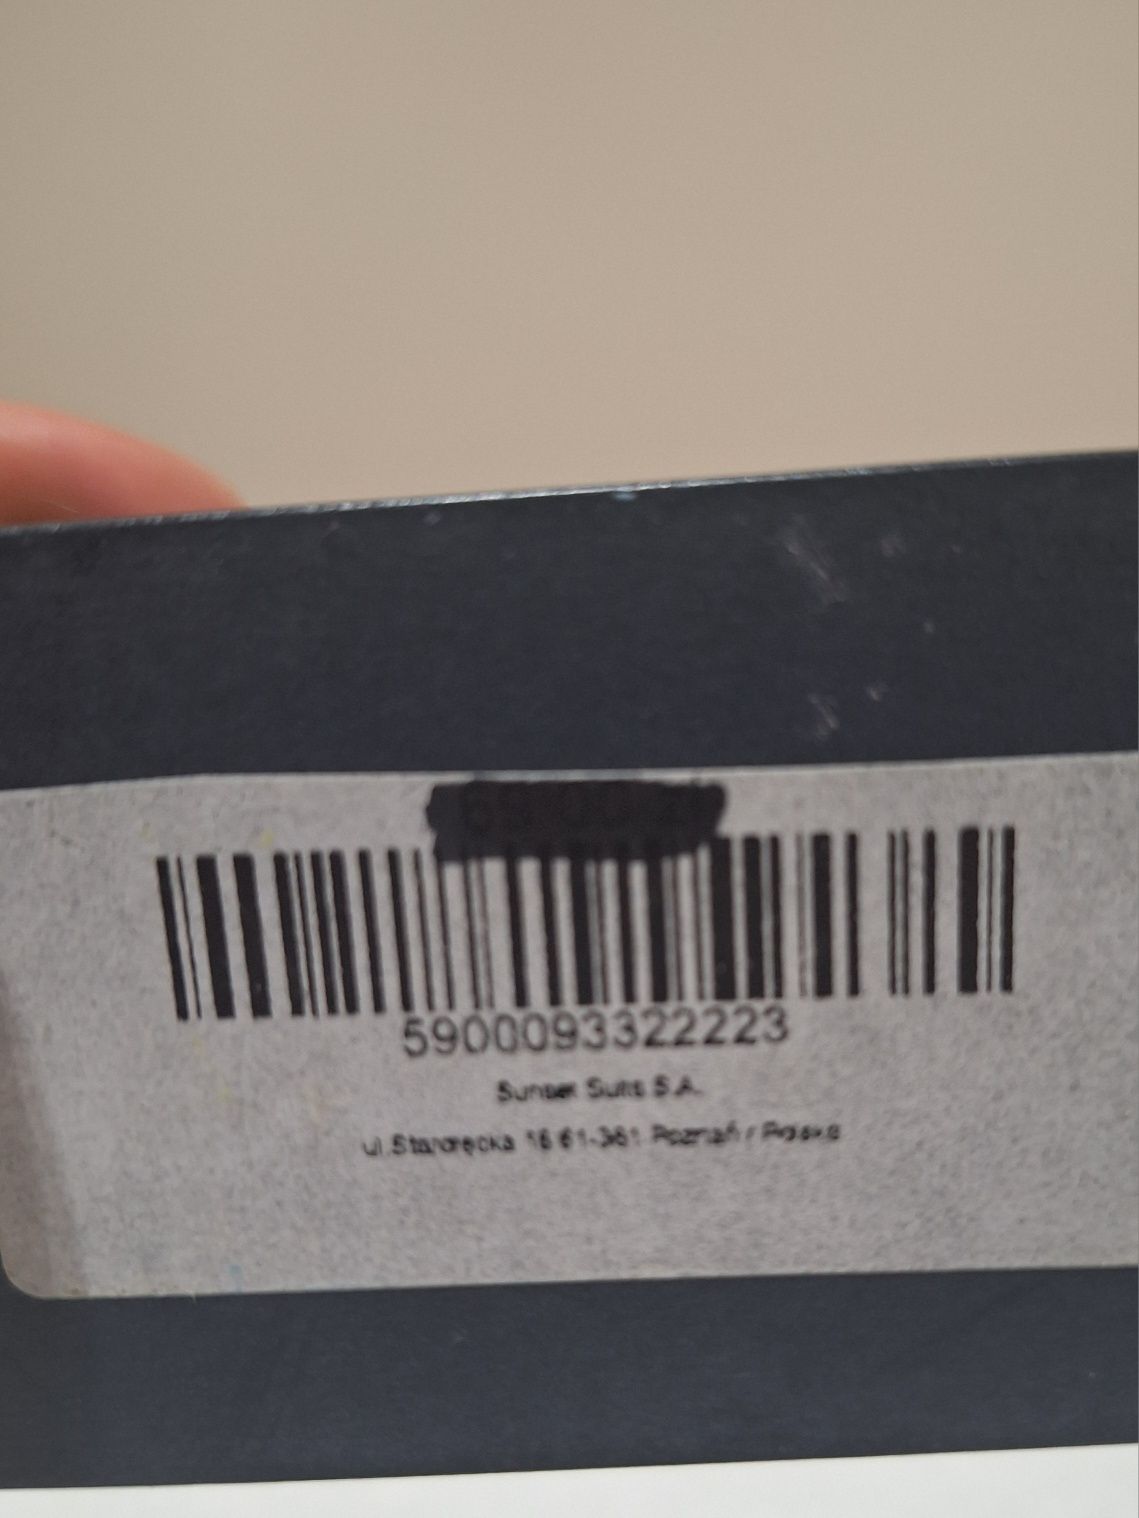 5900093322223
Sunset Suits S.A.
ul.Starołęcka 18 61-361 Poznań / Polska